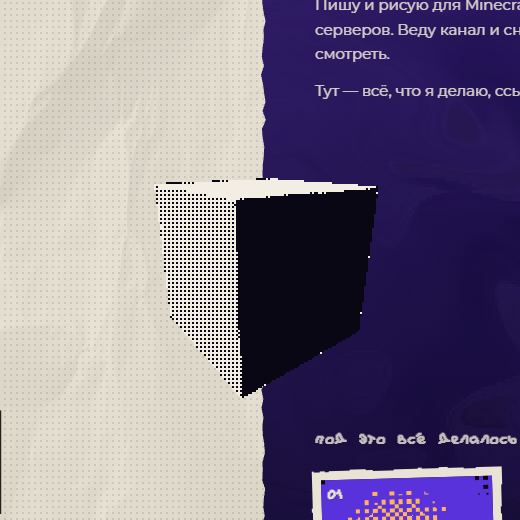 Пишу и рисую для Minecra
серверов. Веду канал и сн
смотреть.
Тут — всё, что я делаю, ссы
под это всё делалось
01